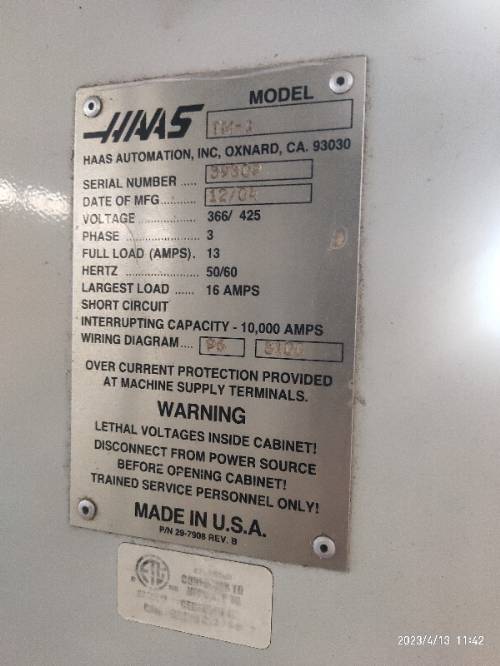 MODEL
HAAS TM-1
HAAS AUTOMATION, INC, OXNARD, CA. 93030
SERIAL NUMBER ....
DATE OF MFG ..... 12/04
VOLTAGE .............. 366/ 425
PHASE ................. 3
FULL LOAD (AMPS). 13
HERTZ ................. 50/60
LARGEST LOAD ...... 16 AMPS
SHORT CIRCUIT
INTERRUPTING CAPACITY - 10,000 AMPS
WIRING DIAGRAM.... 96
OVER CURRENT PROTECTION PROVIDED
AT MACHINE SUPPLY TERMINALS.
WARNING
LETHAL VOLTAGES INSIDE CABINET!
DISCONNECT FROM POWER SOURCE
BEFORE OPENING CABINET!
TRAINED SERVICE PERSONNEL ONLY!
MADE IN U.S.A.
P/N 29-7908 REV. B
ETL
2023/4/13 11:42